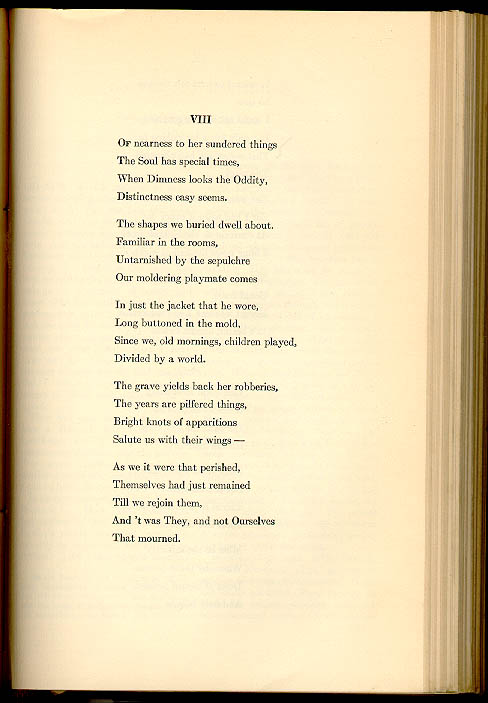 VIII
OF nearness to her sundered things
The Soul has special times,
When Dimness looks the Oddity,
Distinctness easy seems.
The shapes we buried dwell about.
Familiar in the rooms,
Untarnished by the sepulchre
Our moldering playmate comes
In just the jacket that he wore,
Long buttoned in the mold,
Since we, old mornings, children played,
Divided by a world.
The grave yields back her robberies,
The years are pilfered things,
Bright knots of apparitions
Salute us with their wings —
As we it were that perished,
Themselves had just remained
Till we rejoin them,
And 't was They, and not Ourselves
That mourned.